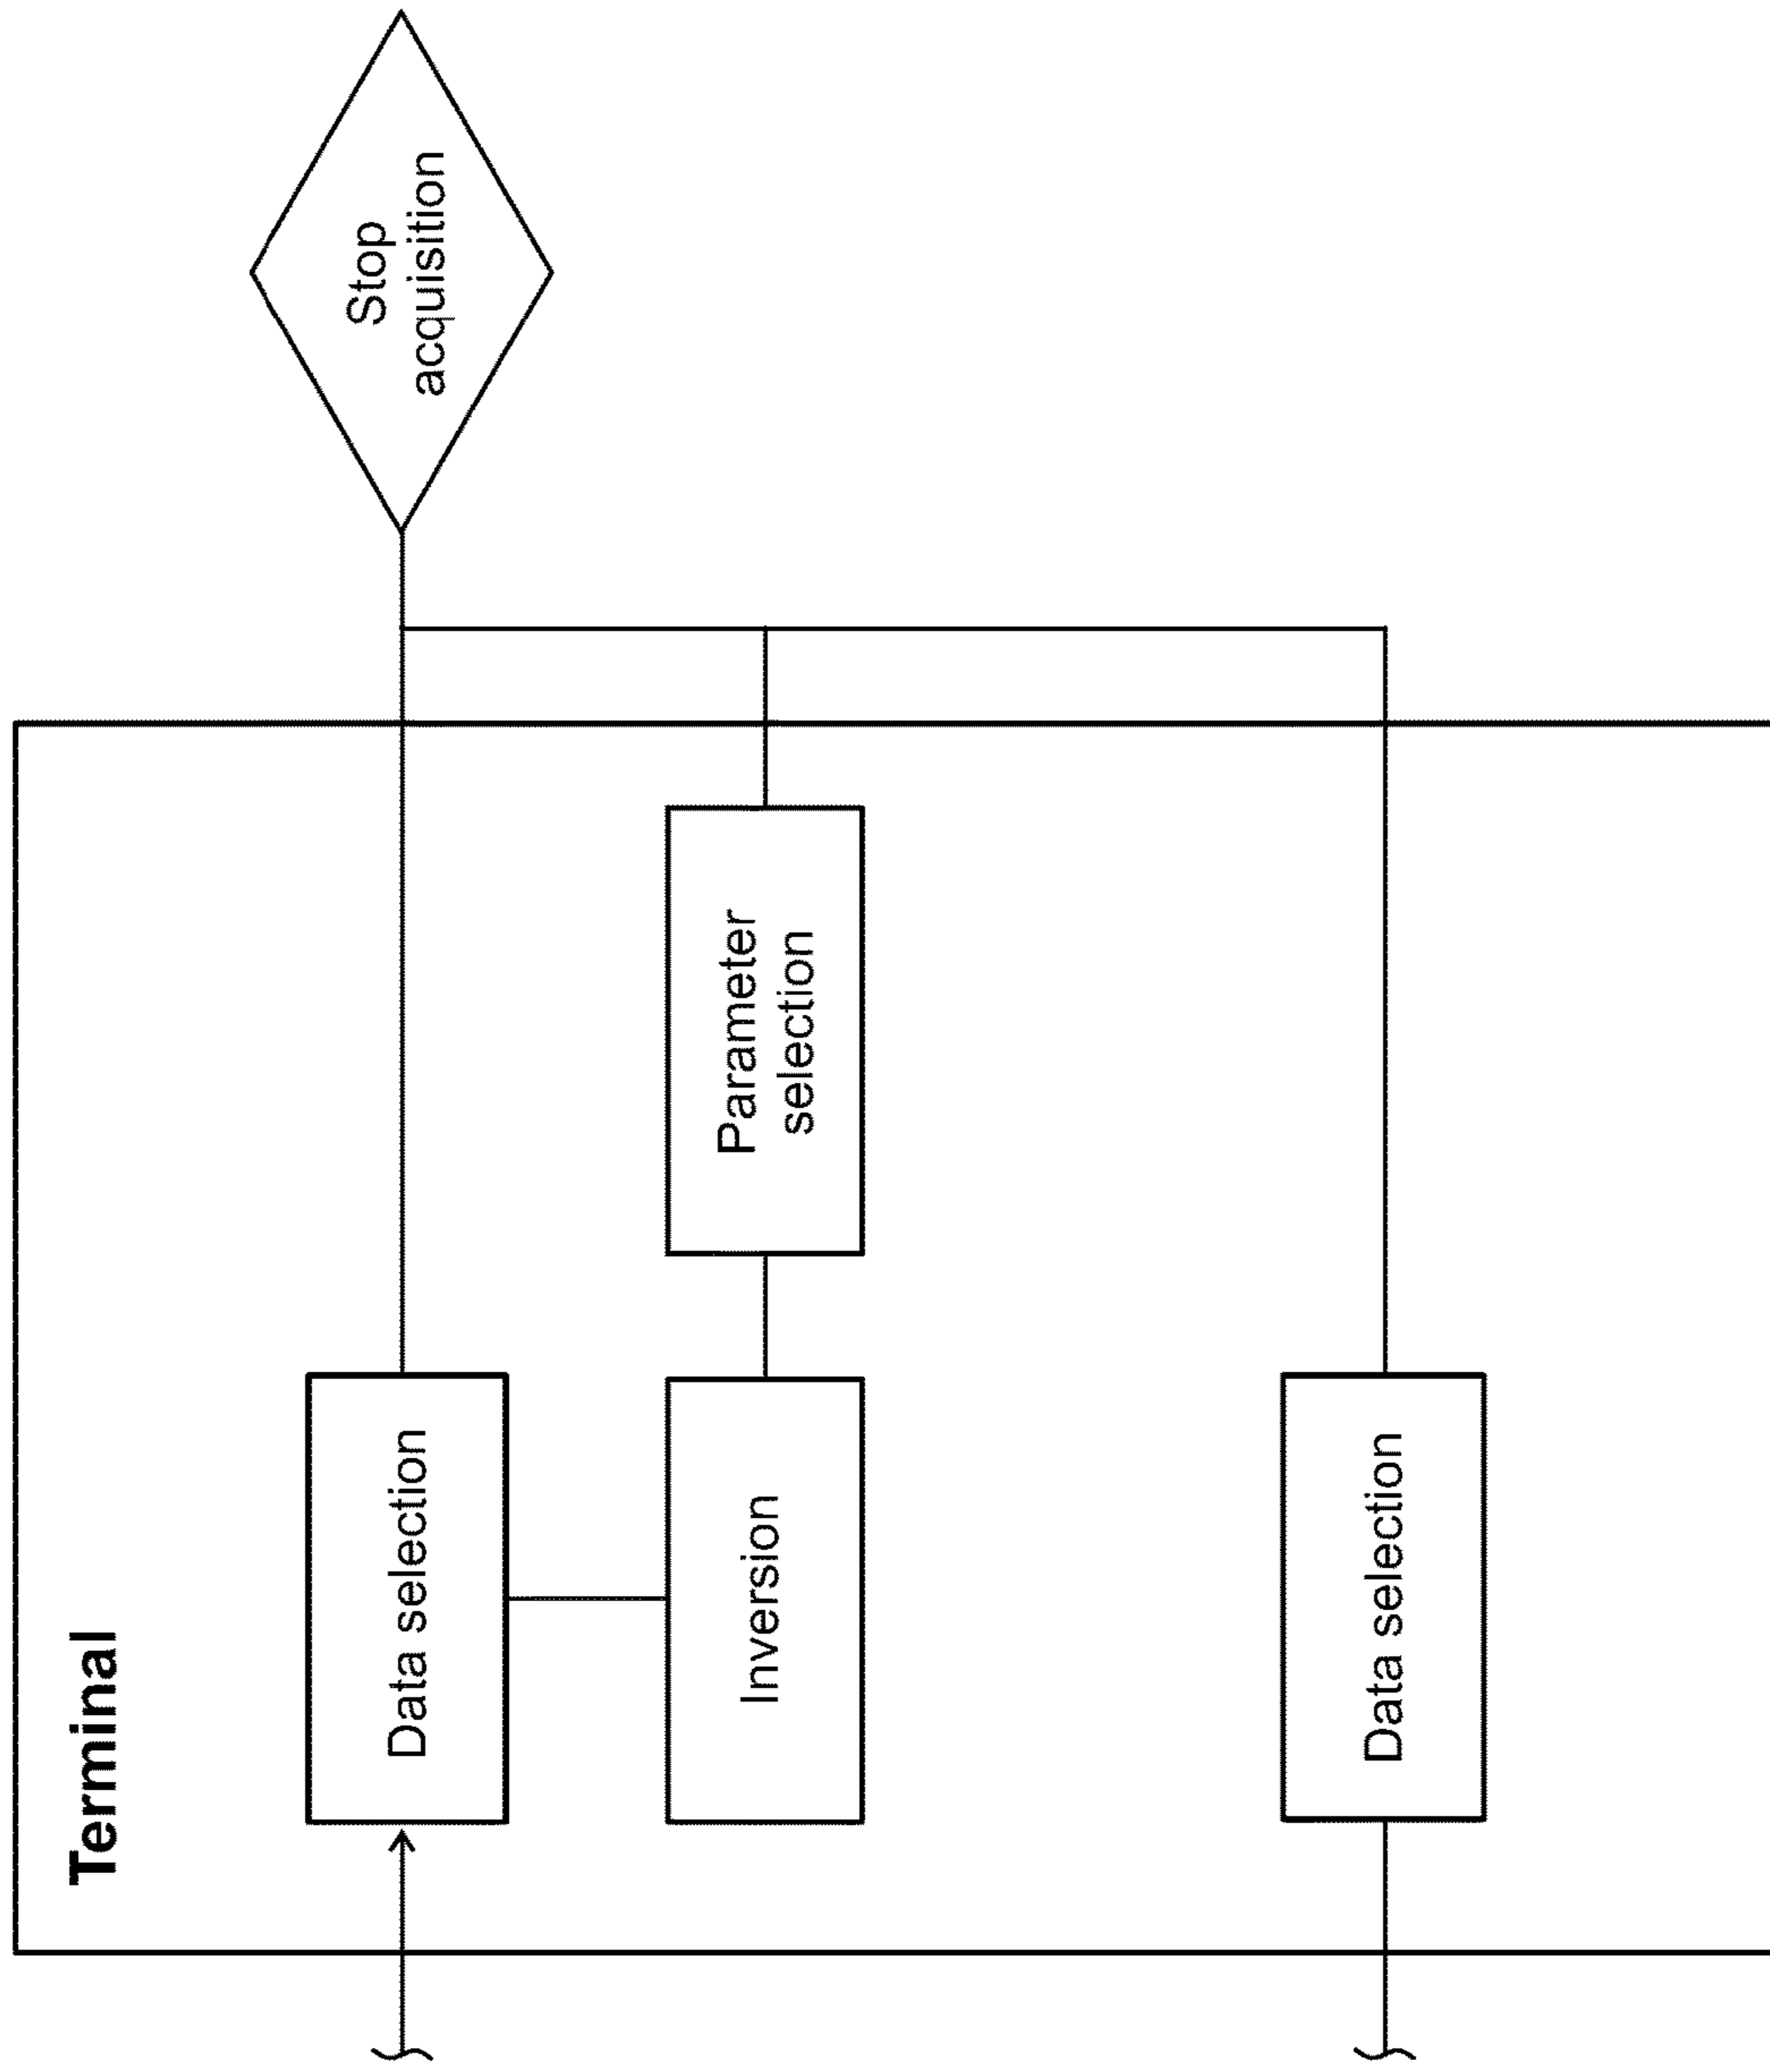 Terminal
Data selection
Stop
acquisition
Inversion
Parameter
selection
Data selection